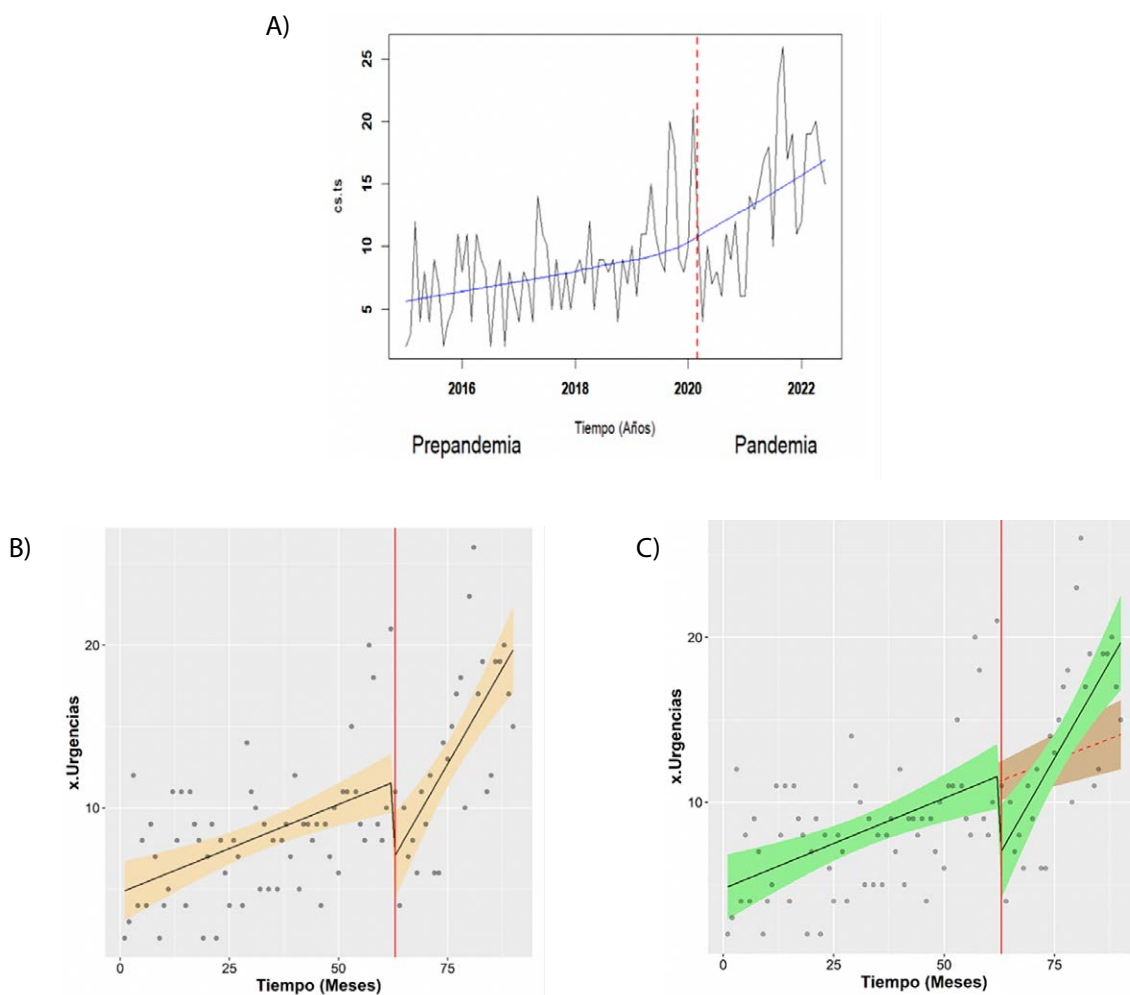 A)
25
20
15
10
5
cs.ts
2016 2018 2020 2022
Tiempo (Años)
Prepandemia Pandemia
B)
20
10
x.Urgencias
0 25 50 75
Tiempo (Meses)
C)
20
10
x.Urgencias
0 25 50 75
Tiempo (Meses)